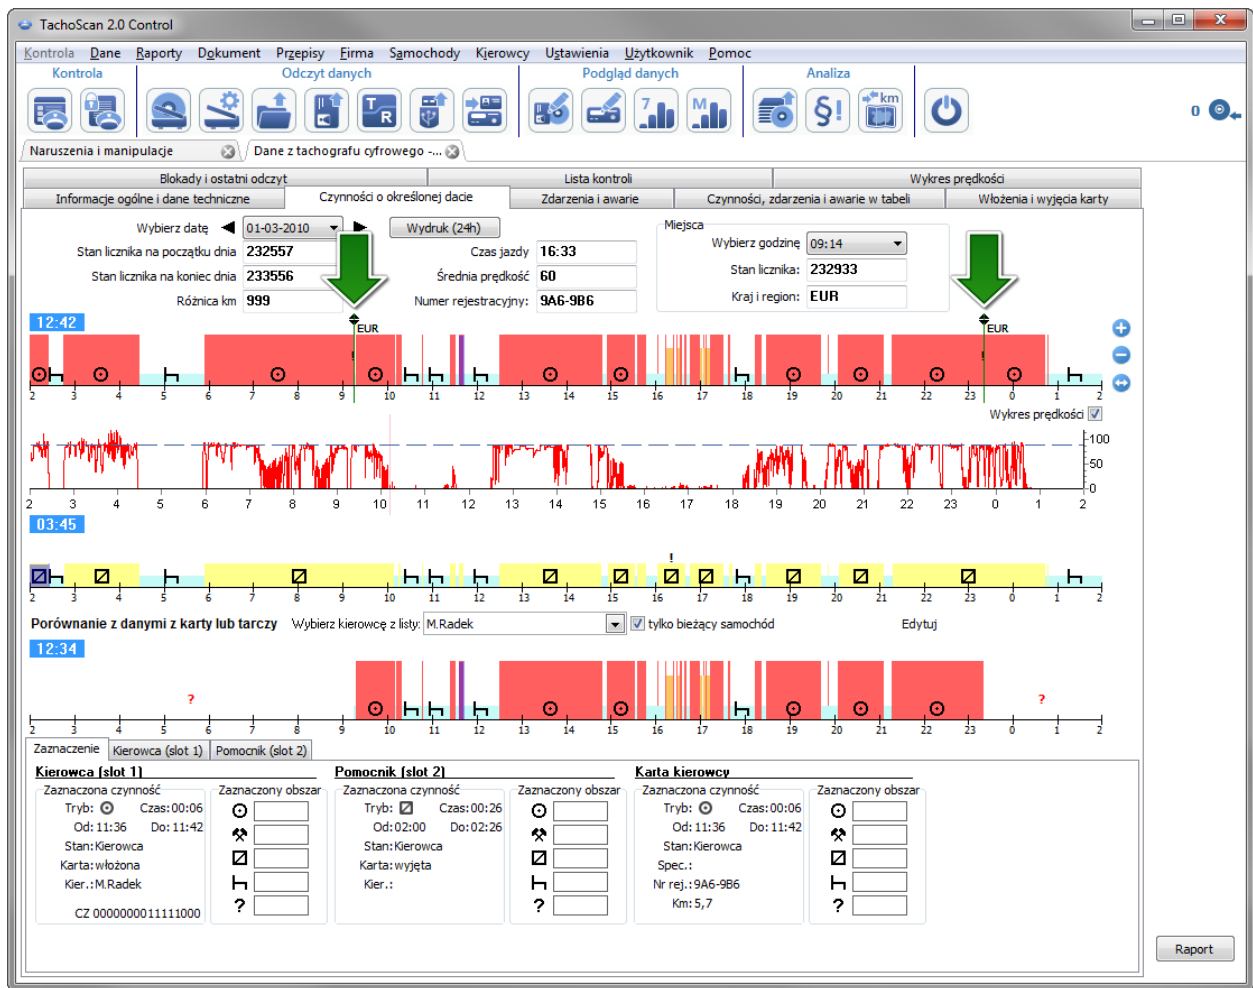 TachoScan 2.0 Control
Kontrola Dane Raporty Dokument Przepisy Firma Samochody Kierowcy Ustawienia Użytkownik Pomoc
Kontrola Odczyt danych Podgląd danych Analiza
T R 7 M §! km 0
Naruszenia i manipulacje Dane z tachografu cyfrowego -...
Blokady i ostatni odczyt Lista kontroli Wykres prędkości
Informacje ogólne i dane techniczne Czynności o określonej dacie Zdarzenia i awarie Czynności, zdarzenia i awarie w tabeli Włożenia i wyjęcia karty
Wybierz datę 01-03-2010 Wydruk (24h) Miejsca
Wybierz godzinę 09:14
Stan licznika na początku dnia 232557 Czas jazdy 16:33
Stan licznika: 232933
Stan licznika na koniec dnia 233556 Średnia prędkość 60
Kraj i region: EUR
Różnica km 999 Numer rejestracyjny: 9A6-9B6
12:42
EUR EUR
2 3 4 5 6 7 8 9 10 11 12 13 14 15 16 17 18 19 20 21 22 23 0 1 2
Wykres prędkości
100
50
0
2 3 4 5 6 7 8 9 10 11 12 13 14 15 16 17 18 19 20 21 22 23 0 1 2
03:45
!
2 3 4 5 6 7 8 9 10 11 12 13 14 15 16 17 18 19 20 21 22 23 0 1 2
Porównanie z danymi z karty lub tarczy Wybierz kierowcę z listy: M.Radek tylko bieżący samochód Edytuj
12:34
? ?
2 3 4 5 6 7 8 9 10 11 12 13 14 15 16 17 18 19 20 21 22 23 0 1 2
Zaznaczenie Kierowca (slot 1) Pomocnik (slot 2)
Kierowca (slot 1) Pomocnik (slot 2) Karta kierowcy
Zaznaczona czynność Zaznaczony obszar Zaznaczona czynność Zaznaczony obszar Zaznaczona czynność Zaznaczony obszar
Tryb: Czas: 00:06 Tryb: Czas: 00:26 Tryb: Czas: 00:06
Od: 11:36 Do: 11:42 Od: 02:00 Do: 02:26 Od: 11:36 Do: 11:42
Stan: Kierowca Stan: Kierowca Stan: Kierowca
Karta: włożona Karta: wyjęta Spec.:
Kier.: M.Radek Kier.: Nr rej.: 9A6-9B6
? ? Km: 5,7 ?
CZ 0000000011111000
Raport